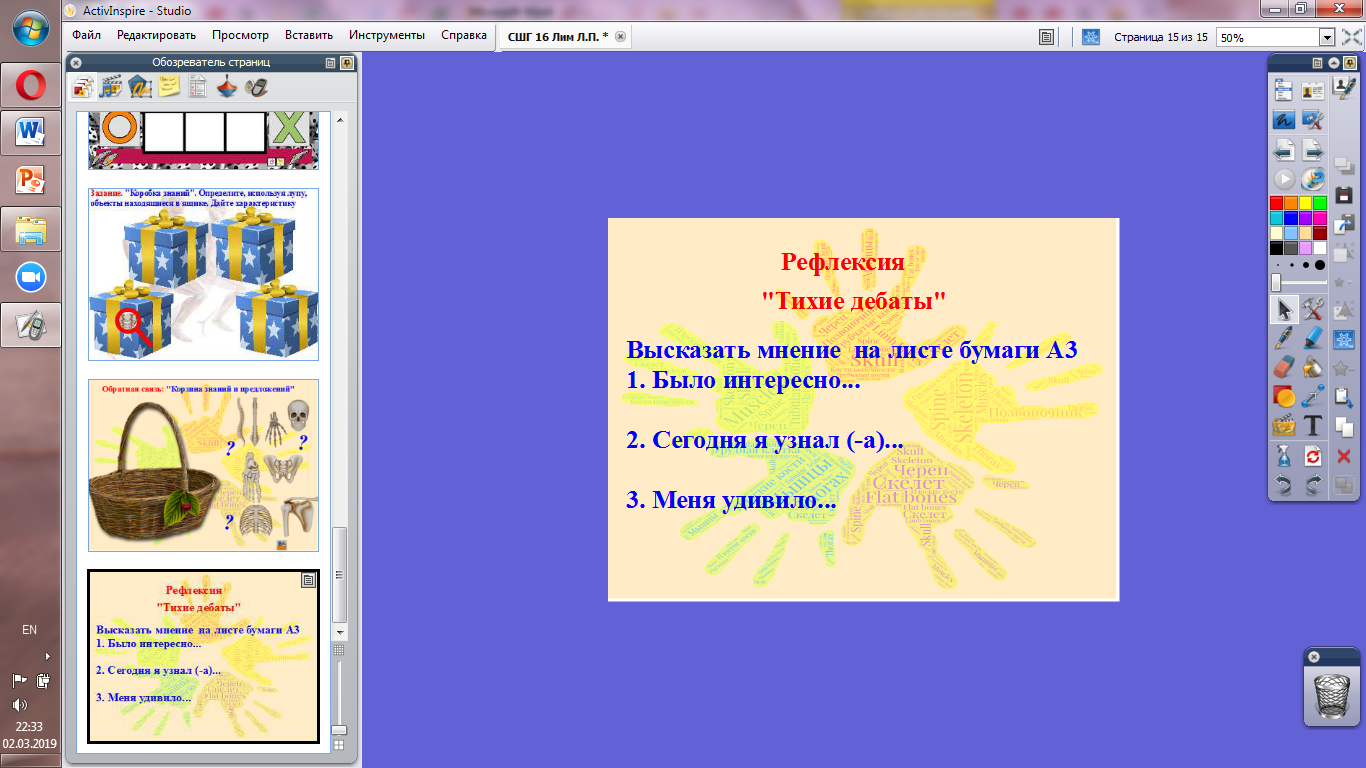 ActivInspire - Studio
Файл Редактировать Просмотр Вставить Инструменты Справка
СШГ 16 Лим Л.П. *
Страница 15 из 15
50%
Обозреватель страниц
Задание. "Коробка знаний". Определите, используя лупу,
объекты находящиеся в ящике. Дайте характеристику
Обратная связь: "Корзина знаний и предложений"
?
?
?
Рефлексия
"Тихие дебаты"
Высказать мнение на листе бумаги А3
1. Было интересно...
2. Сегодня я узнал (-а)...
3. Меня удивило...
Рефлексия
"Тихие дебаты"
Высказать мнение на листе бумаги А3
1. Было интересно...
2. Сегодня я узнал (-а)...
3. Меня удивило...
Skull
Spine
Skeleton
Позвоночник
Череп
Скелет
Flat bones
EN
22:33
02.03.2019